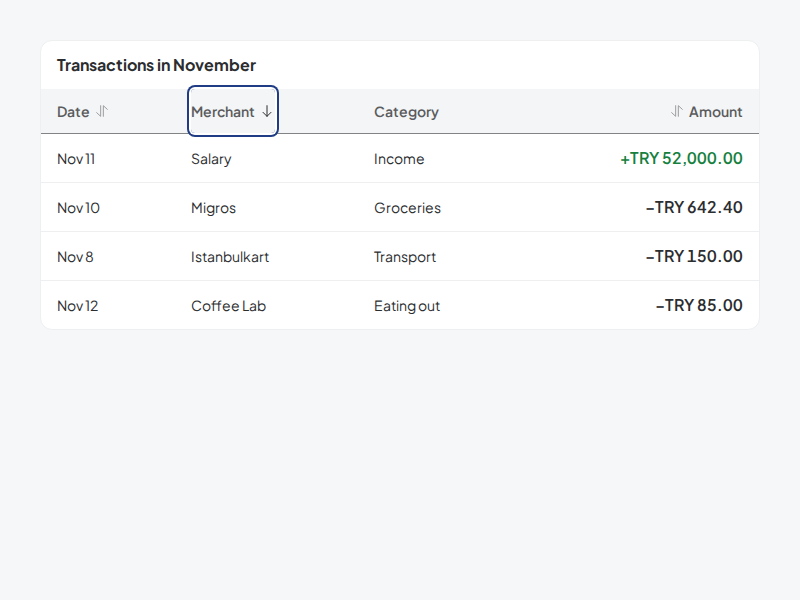 Transactions in November
Date Merchant Category Amount
Nov 11 Salary Income +TRY 52,000.00
Nov 10 Migros Groceries −TRY 642.40
Nov 8 Istanbulkart Transport −TRY 150.00
Nov 12 Coffee Lab Eating out −TRY 85.00